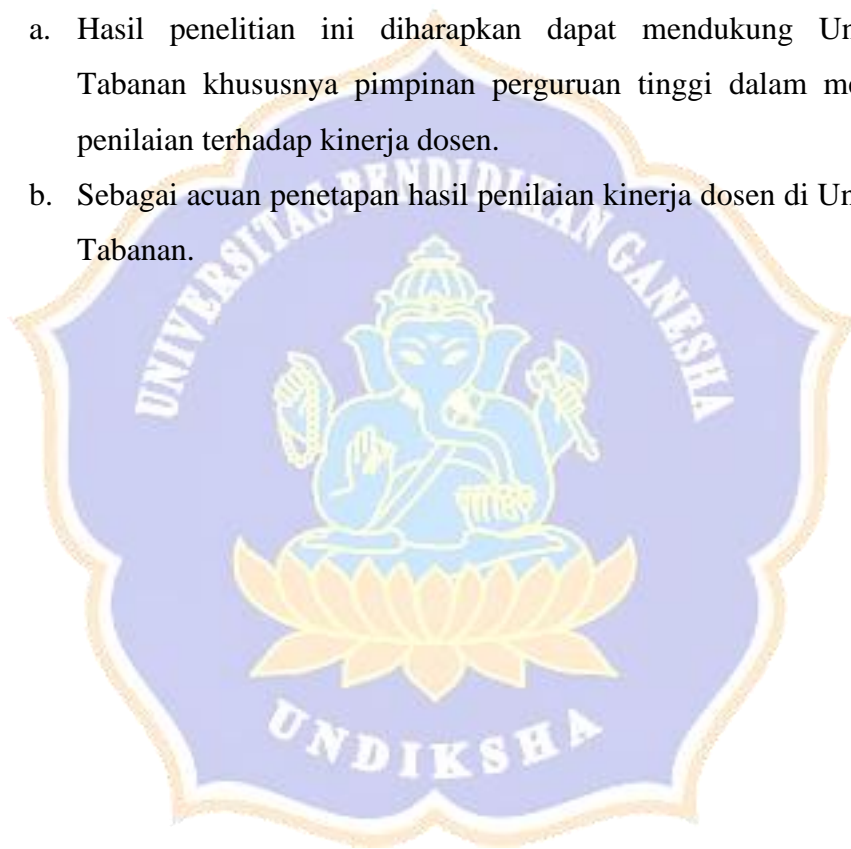 a. Hasil penelitian ini diharapkan dapat mendukung
Tabanan khususnya pimpinan perguruan tinggi dalam
penilaian terhadap kinerja dosen.
b. Sebagai acuan penetapan hasil penilaian kinerja dosen di
Tabanan.
UNIVERSITAS PENDIDIKAN GANESHA
UNDIKSHA